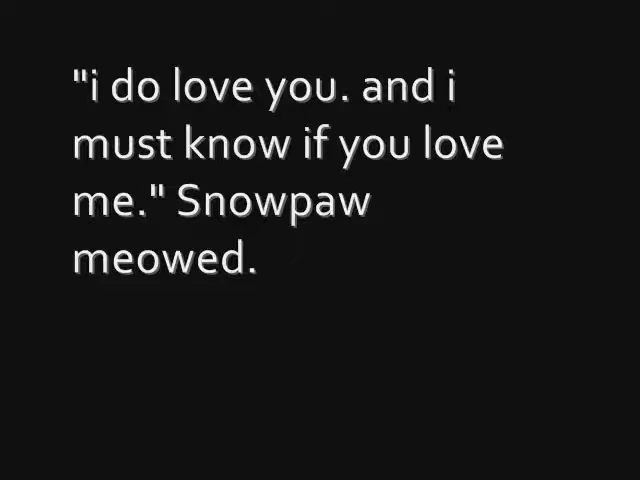 "i do love you. and i
must know if you love
me." Snowpaw
meowed.